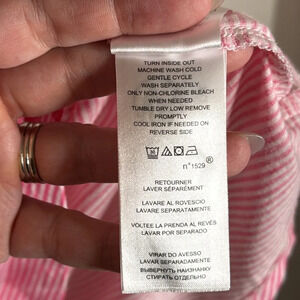 TURN INSIDE OUT
MACHINE WASH COLD
GENTLE CYCLE
WASH SEPARATELY
ONLY NON-CHLORINE BLEACH
WHEN NEEDED
TUMBLE DRY LOW REMOVE
PROMPTLY
COOL IRON IF NEEDED ON
REVERSE SIDE
n°1529®
RETOURNER
LAVER SÉPARÉMENT
LAVARE AL ROVESCIO
LAVARE SEPARATAMENTE
VOLTEE LA PRENDA AL REVÉS
LAVAR POR SEPARADO
VIRAR DO AVESSO
LAVAR SEPARADAMENTE
ВЫВЕРНУТЬ НАИЗНАНКУ
СТИРАТЬ ОТДЕЛЬНО